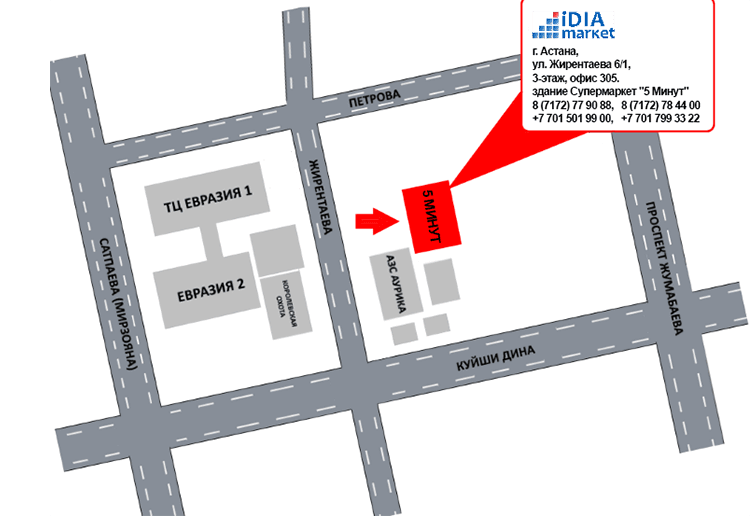 iDIA
market
г. Астана,
ул. Жирентаева 6/1,
3-этаж, офис 305.
здание Супермаркет "5 Минут"
8 (7172) 77 90 88, 8 (7172) 78 44 00
+7 701 501 99 00, +7 701 799 33 22
ПЕТРОВА
ЖИРЕНТАЕВА
ТЦ ЕВРАЗИЯ 1
5 МИНУТ
ПРОСПЕКТ ЖУМАБАЕВА
САТПАЕВА (МИРЗОЯНА)
ЕВРАЗИЯ 2
КОРОЛЕВСКАЯ
ОХОТА
АЗС АУРИКА
КУЙШИ ДИНА